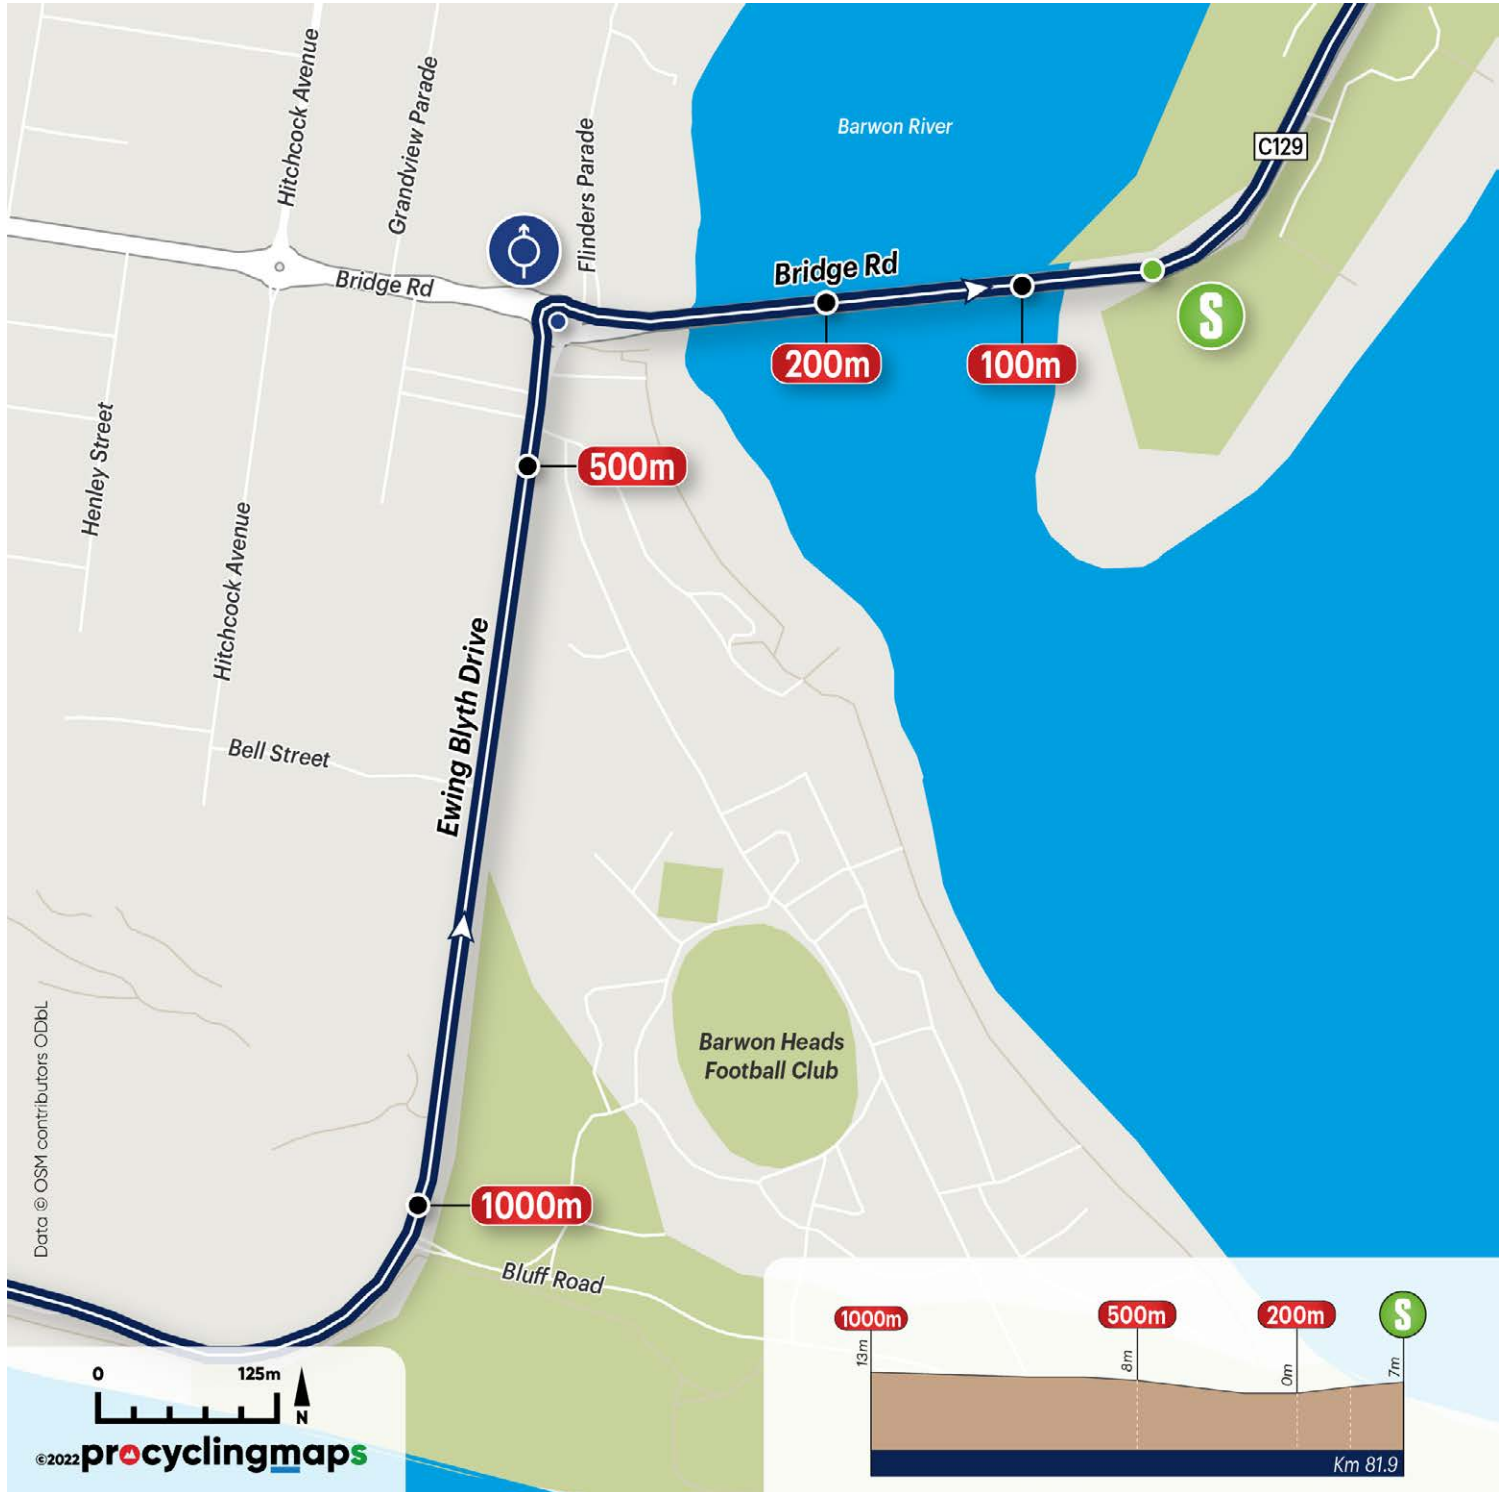 Hitchcock Avenue
Grandview Parade
Flinders Parade
Barwon River
C129
Bridge Rd
Bridge Rd
S
200m
100m
500m
Henley Street
Hitchcock Avenue
Ewing Blyth Drive
Bell Street
Barwon Heads
Football Club
1000m
Bluff Road
Data © OSM contributors ODbL
0 125m
N
©2022 procyclingmaps
1000m 500m 200m S
13m 8m 0m 7m
Km 81.9